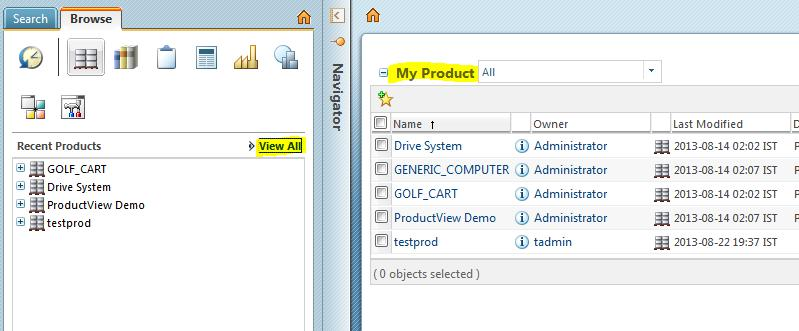 Search Browse
Recent Products View All
GOLF_CART
Drive System
ProductView Demo
testprod
Navigator
My Product All
Name ↑ Owner Last Modified
Drive System Administrator 2013-08-14 02:02 IST
GENERIC_COMPUTER Administrator 2013-08-14 02:07 IST
GOLF_CART Administrator 2013-08-14 02:02 IST
ProductView Demo Administrator 2013-08-14 02:07 IST
testprod tadmin 2013-08-22 19:37 IST
( 0 objects selected )